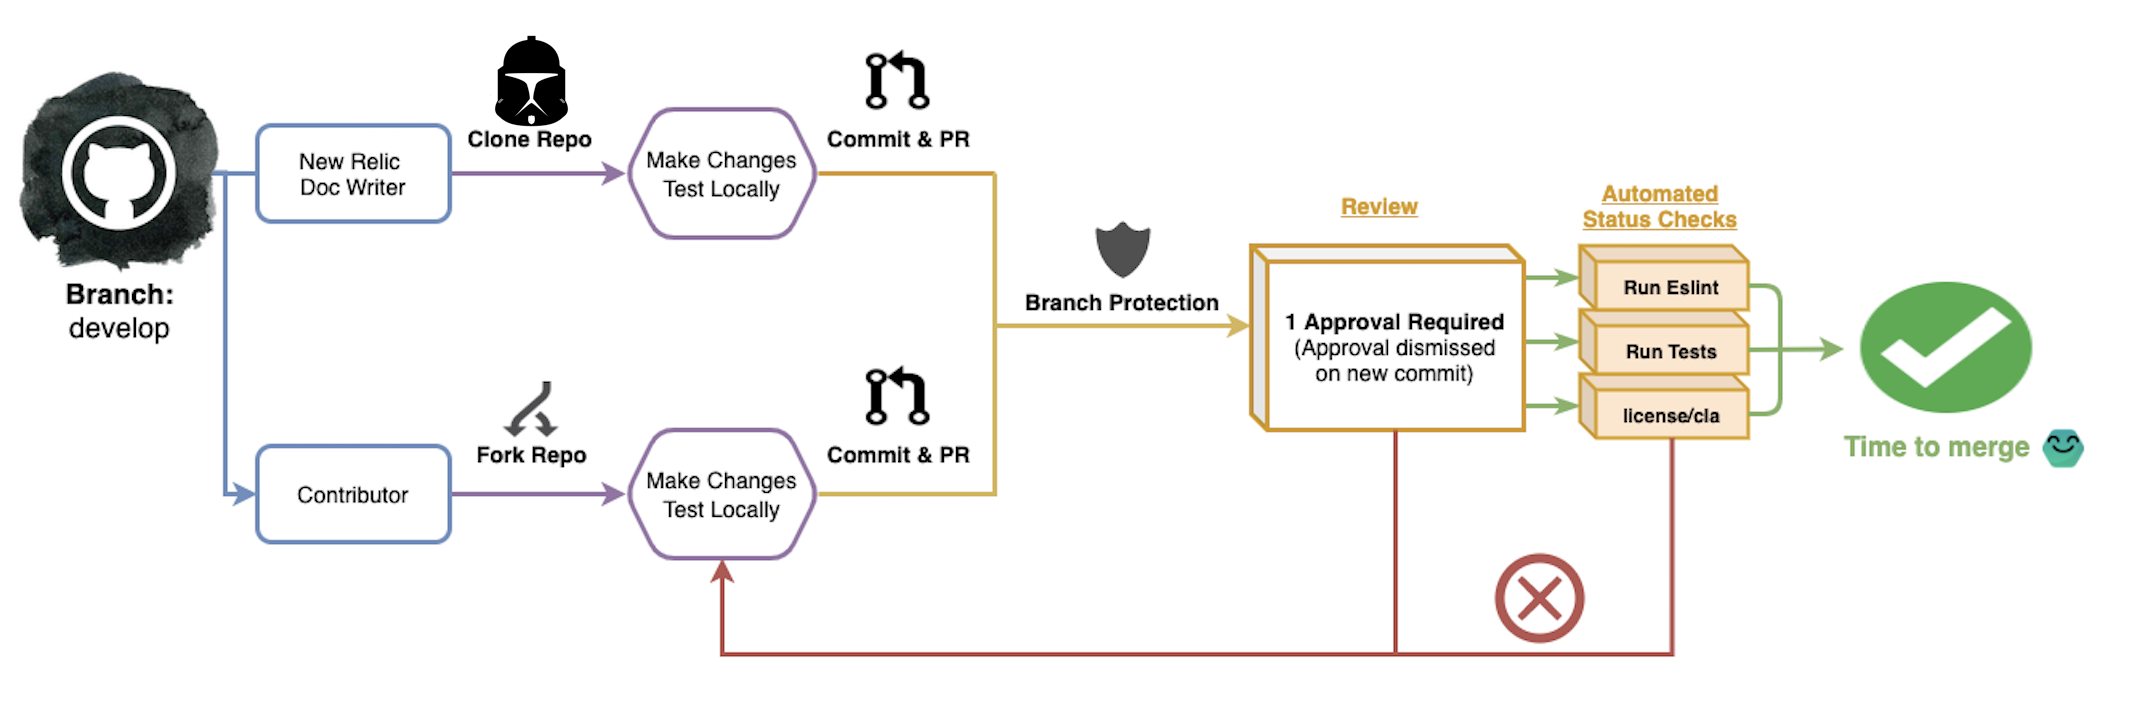 Branch:
develop
New Relic
Doc Writer
Clone Repo
Make Changes
Test Locally
Commit & PR
Contributor
Fork Repo
Make Changes
Test Locally
Commit & PR
Branch Protection
Review
1 Approval Required
(Approval dismissed
on new commit)
Automated
Status Checks
Run Eslint
Run Tests
license/cla
Time to merge